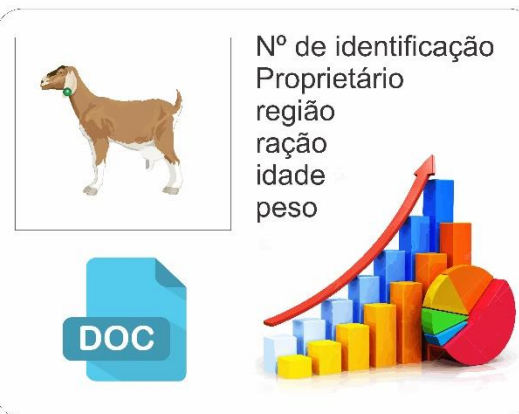 Nº de identificação
Proprietário
região
ração
idade
peso
DOC